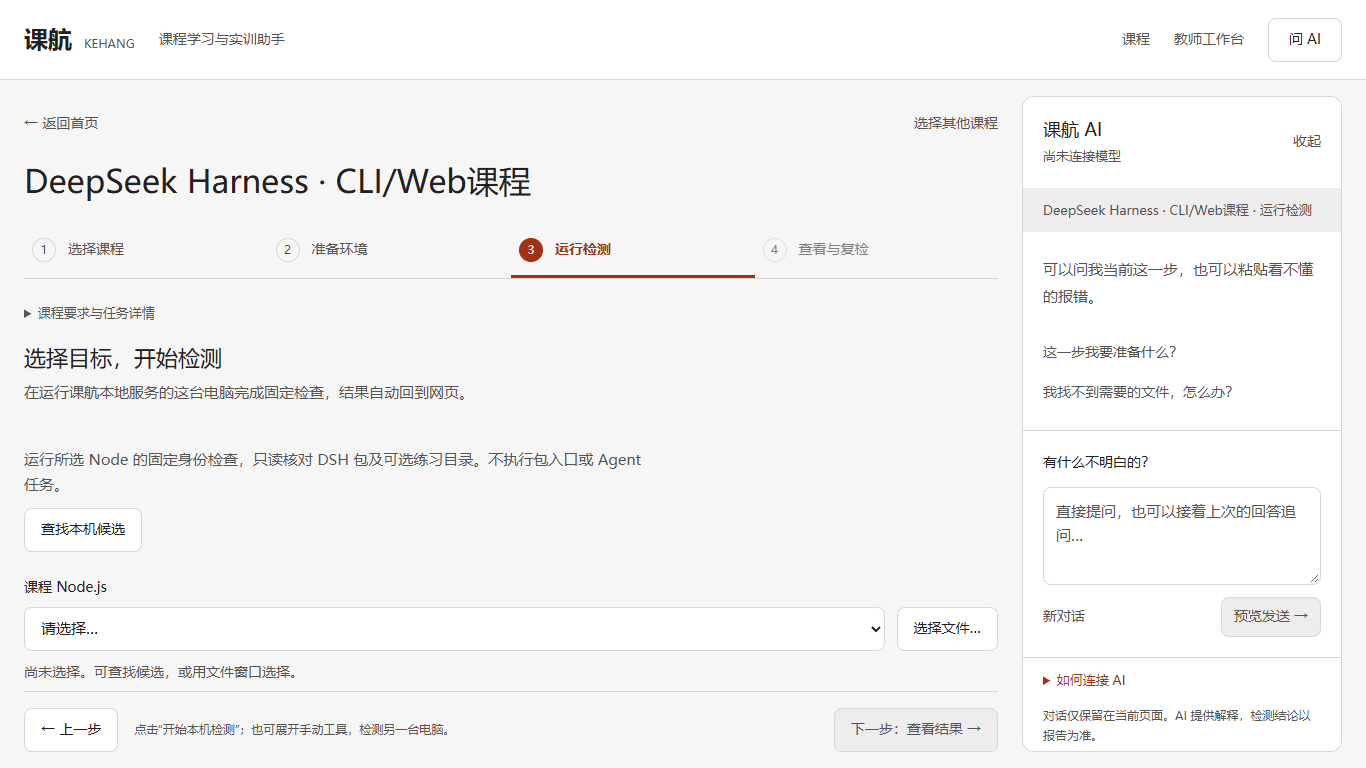 课航 KEHANG 课程学习与实训助手 课程 教师工作台 问 AI
← 返回首页 选择其他课程
DeepSeek Harness · CLI/Web课程
1 选择课程 2 准备环境 3 运行检测 4 查看与复检
▶ 课程要求与任务详情
选择目标，开始检测
在运行课航本地服务的这台电脑完成固定检查，结果自动回到网页。
运行所选 Node 的固定身份检查，只读核对 DSH 包及可选练习目录。不执行包入口或 Agent
任务。
查找本机候选
课程 Node.js
请选择... 选择文件...
尚未选择。可查找候选，或用文件窗口选择。
← 上一步 点击“开始本机检测”；也可展开手动工具，检测另一台电脑。 下一步：查看结果 →
课航 AI
尚未连接模型
收起
DeepSeek Harness · CLI/Web课程 · 运行检测
可以问我当前这一步，也可以粘贴看不懂
的报错。
这一步我要准备什么？
我找不到需要的文件，怎么办？
有什么不明白的？
直接提问，也可以接着上次的回答追
问...
新对话 预览发送 →
▶ 如何连接 AI
对话仅保留在当前页面。AI 提供解释，检测结论以
报告为准。